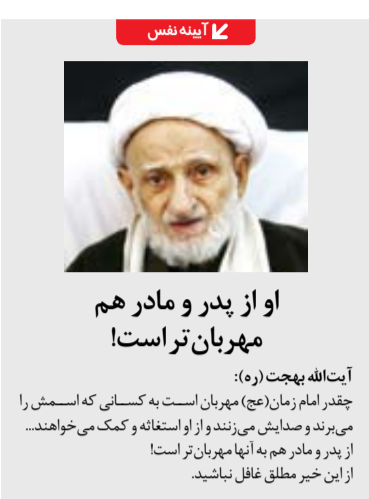 آیینه نفس
او از پدر و مادر هم
مهربان‌تر است!
آیت‌الله بهجت (ره):
چقدر امام زمان(عج) مهربان است به کسانی که اسمش را
می‌برند و صدایش می‌زنند و از او استغاثه و کمک می‌خواهند...
از پدر و مادر هم به آنها مهربان‌تر است!
از این خیر مطلق غافل نباشید.